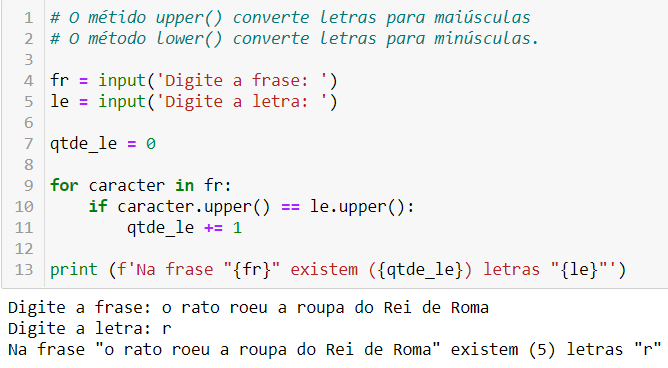 1 # O métido upper() converte letras para maiúsculas
2 # O método lower() converte letras para minúsculas.
3
4 fr = input('Digite a frase: ')
5 le = input('Digite a letra: ')
6
7 qtde_le = 0
8
9 for caracter in fr:
10     if caracter.upper() == le.upper():
11         qtde_le += 1
12
13 print (f'Na frase "{fr}" existem ({qtde_le}) letras "{le}"')
Digite a frase: o rato roeu a roupa do Rei de Roma
Digite a letra: r
Na frase "o rato roeu a roupa do Rei de Roma" existem (5) letras "r"